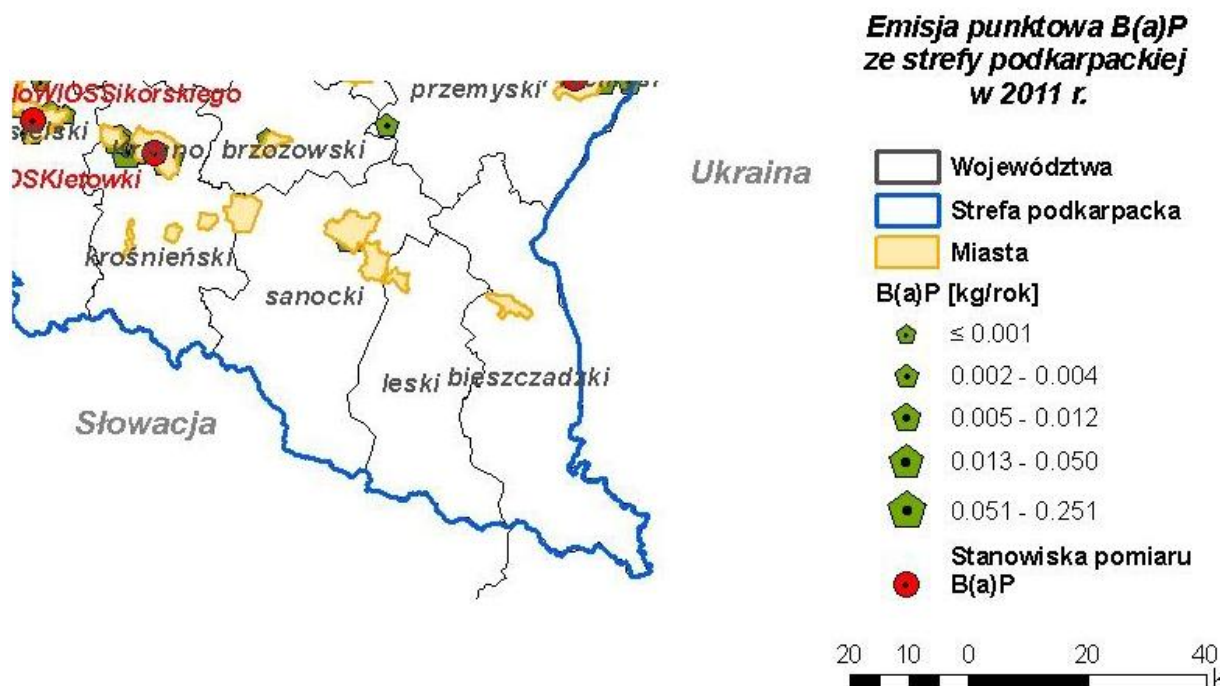 Emisja punktowa B(a)P
ze strefy podkarpackiej
w 2011 r.
Województwa
Strefa podkarpacka
Miasta
B(a)P [kg/rok]
≤ 0.001
0.002 - 0.004
0.005 - 0.012
0.013 - 0.050
0.051 - 0.251
Stanowiska pomiaru
B(a)P
20 10 0 20 40
przemyski
brzozowski
Ukraina
krośnieński
sanocki
leski
bieszczadzki
Słowacja